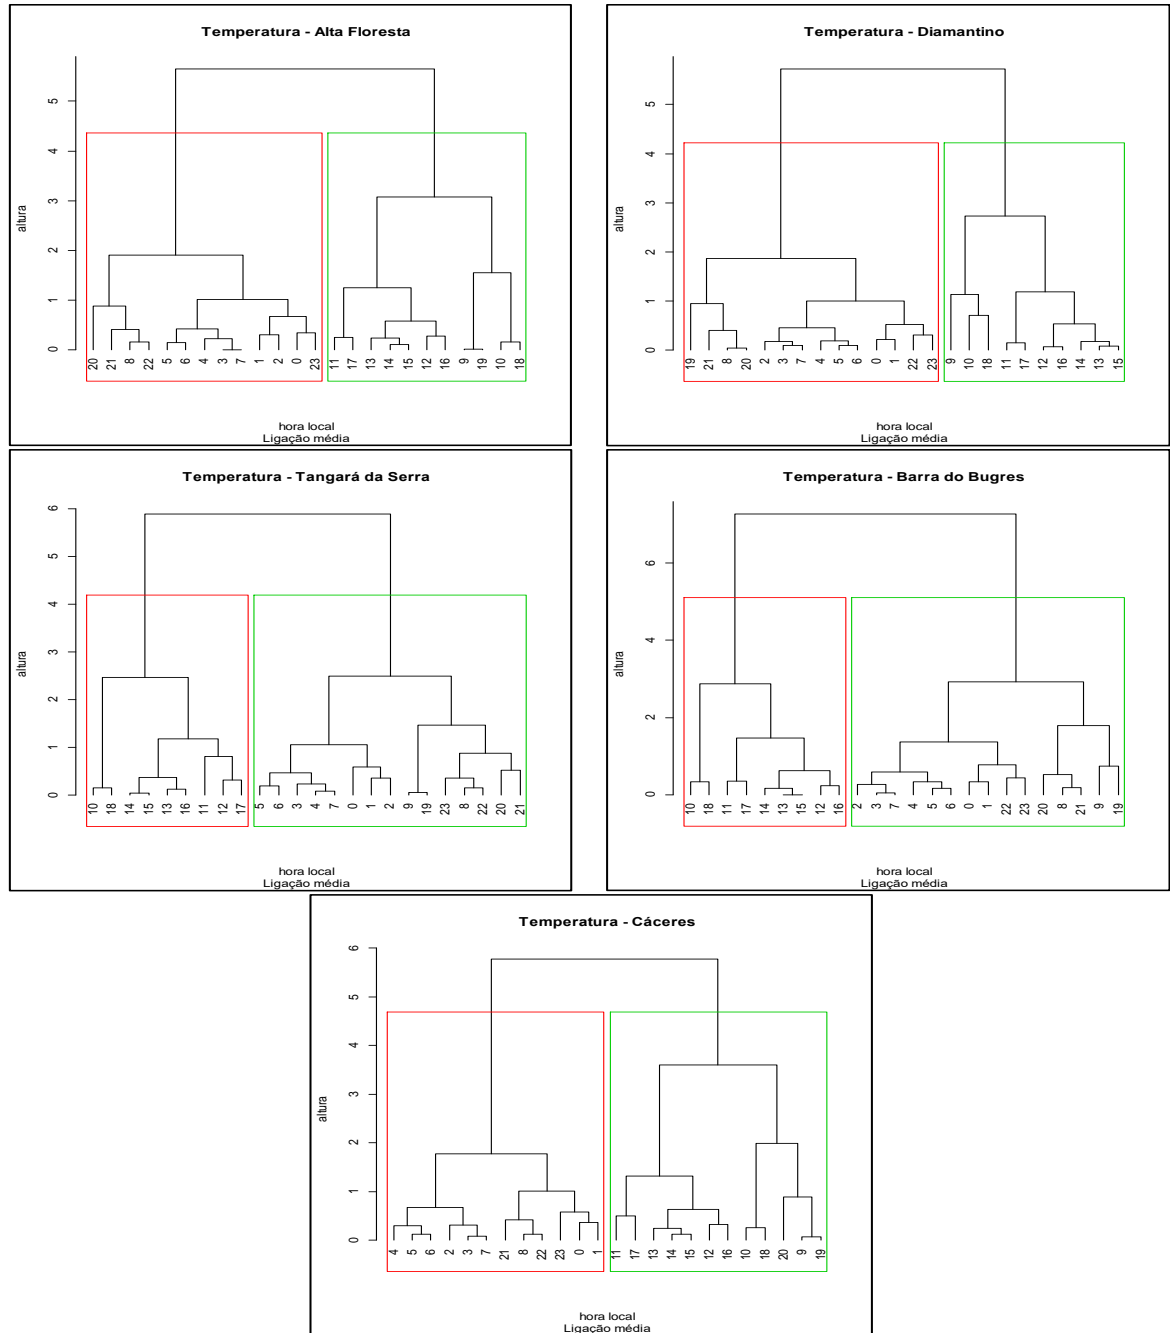 Temperatura - Alta Floresta
altura
0 1 2 3 4 5
20 21 8 22 5 6 4 3 7 1 2 0 23 11 17 13 14 15 12 16 9 19 10 18
hora local
Ligação média
Temperatura - Diamantino
altura
0 1 2 3 4 5
19 21 8 20 2 3 7 4 5 6 0 1 22 23 9 10 18 11 17 12 16 14 13 15
hora local
Ligação média
Temperatura - Tangará da Serra
altura
0 1 2 3 4 5 6
10 18 14 15 13 16 11 12 17 5 6 3 4 7 0 1 2 9 19 23 8 22 20 21
hora local
Ligação média
Temperatura - Barra do Bugres
altura
0 2 4 6
10 18 11 17 14 13 15 12 16 2 3 7 4 5 6 0 1 22 23 20 8 21 9 19
hora local
Ligação média
Temperatura - Cáceres
altura
0 1 2 3 4 5 6
4 5 6 2 3 7 21 8 22 23 0 1 11 17 13 14 15 12 16 10 18 20 9 19
hora local
Ligação média